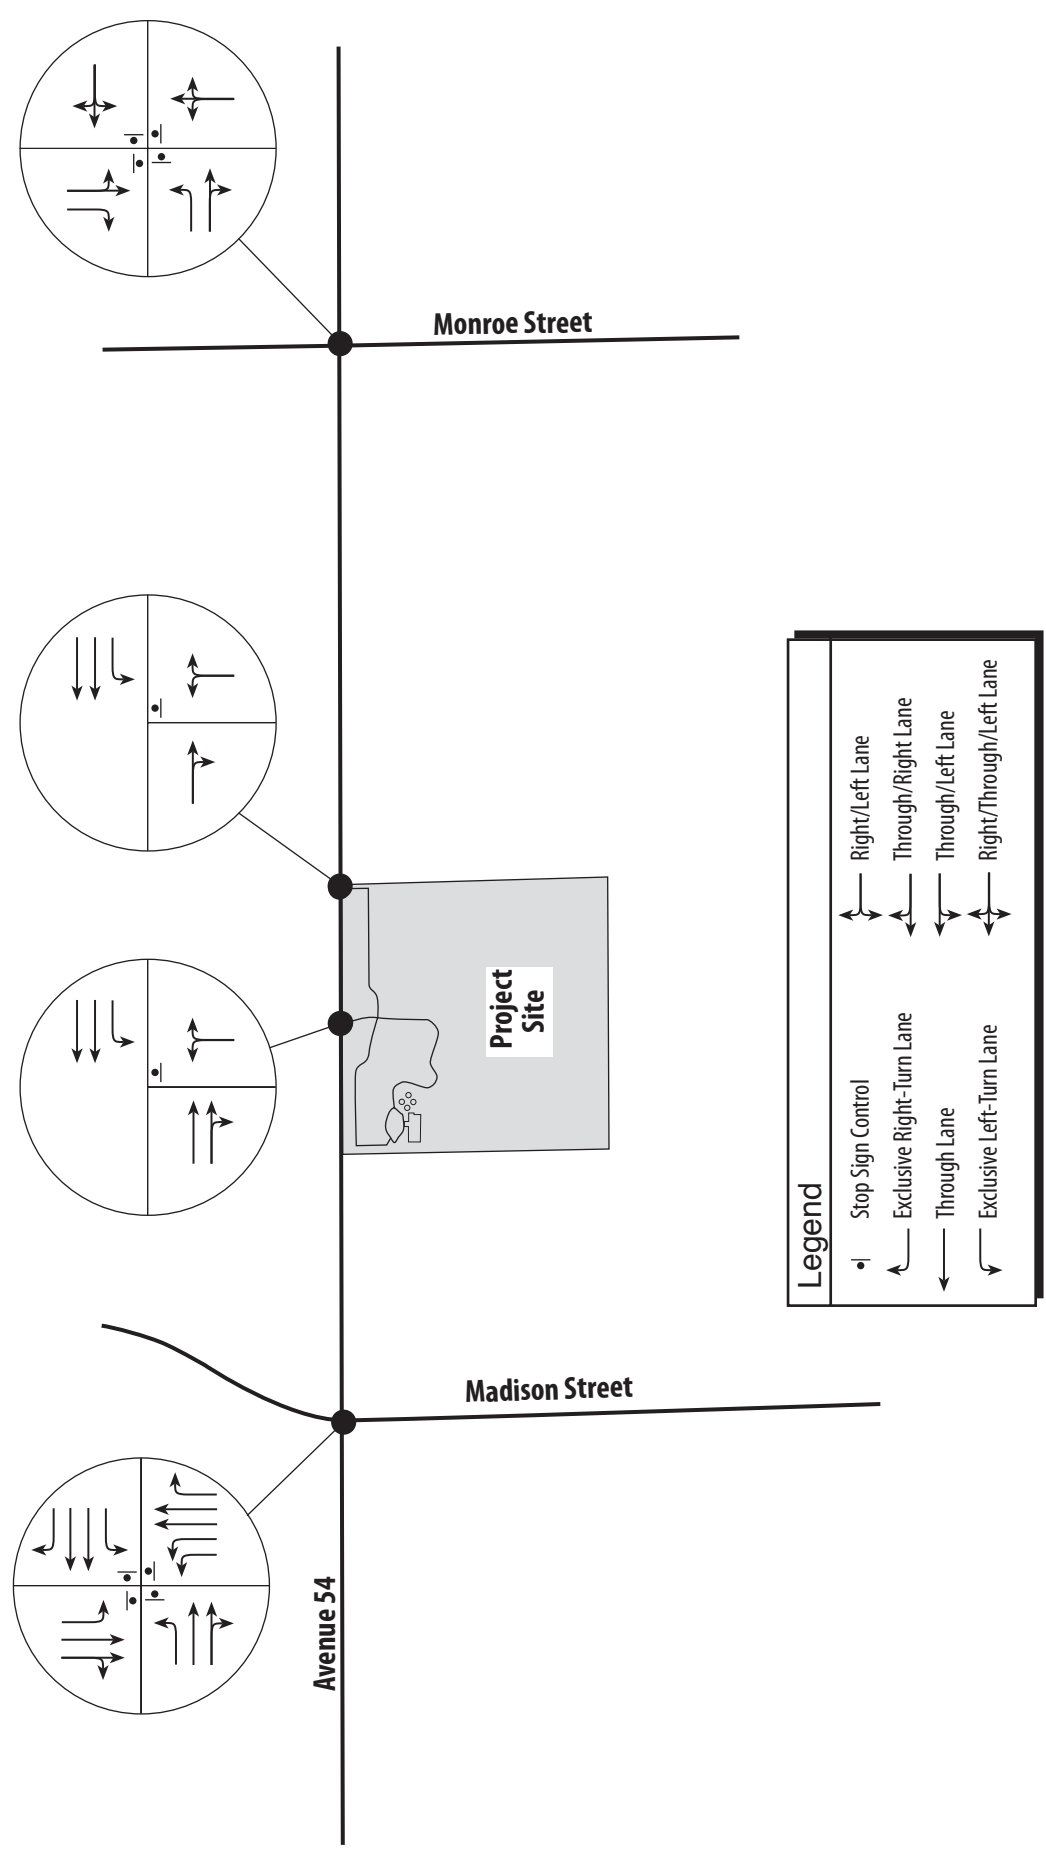 Monroe Street
Project
Site
Madison Street
Avenue 54
Legend
Stop Sign Control
Exclusive Right-Turn Lane
Through Lane
Exclusive Left-Turn Lane
Right/Left Lane
Through/Right Lane
Through/Left Lane
Right/Through/Left Lane